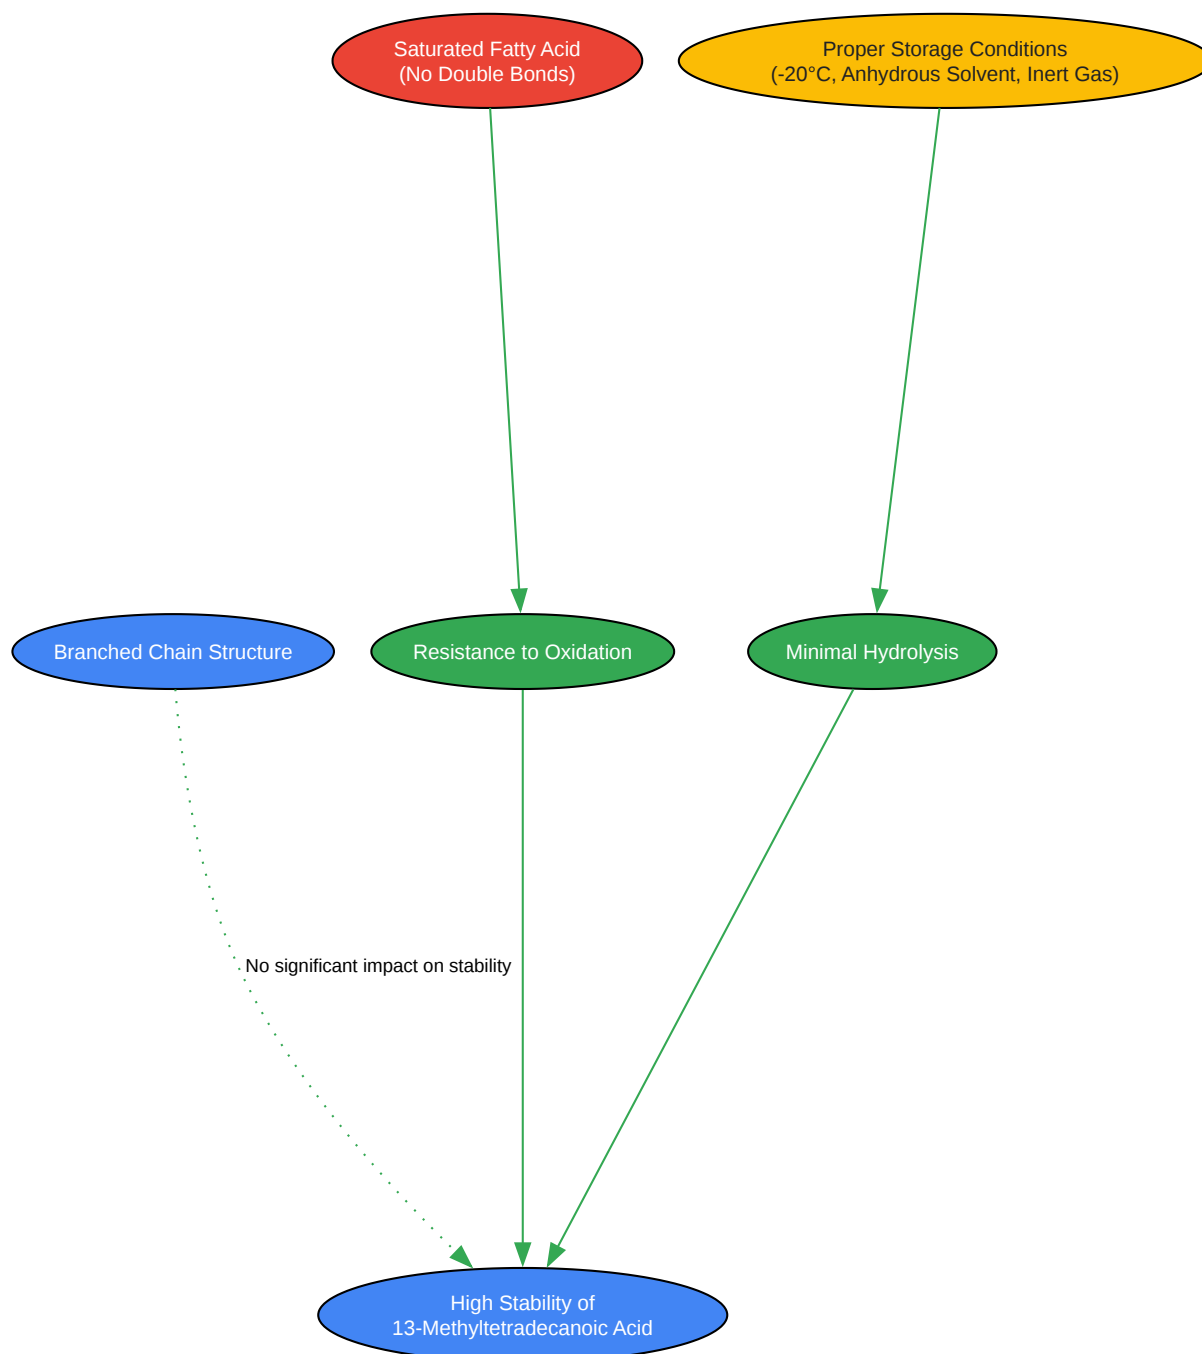 Saturated Fatty Acid
(No Double Bonds)
Proper Storage Conditions
(-20°C, Anhydrous Solvent, Inert Gas)
Branched Chain Structure
Resistance to Oxidation
Minimal Hydrolysis
No significant impact on stability
High Stability of
13-Methyltetradecanoic Acid